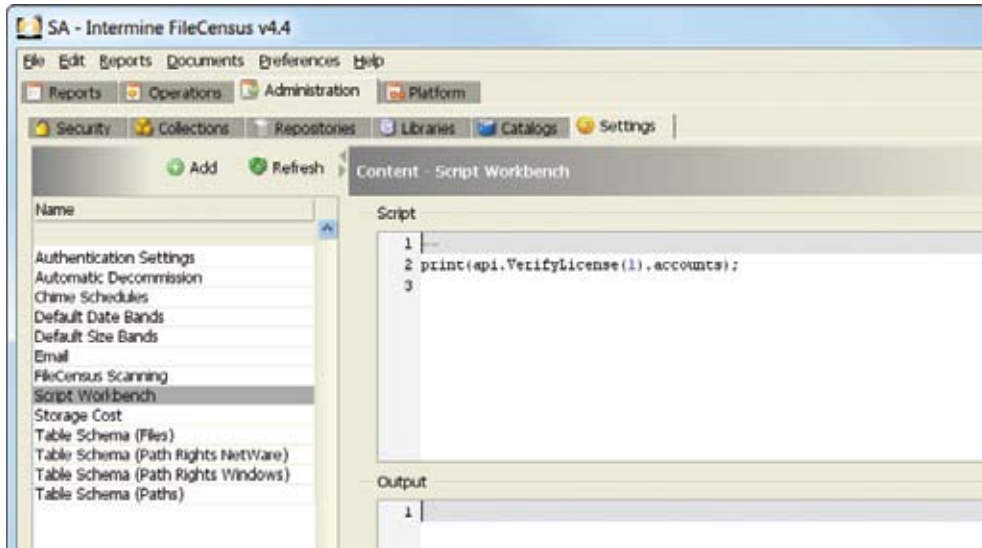 SA - Intermine FileCensus v4.4
File Edit Reports Documents Preferences Help
Reports Operations Administration Platform
Security Collections Repositories Libraries Catalogs Settings
Add Refresh Content - Script Workbench
Name
Authentication Settings
Automatic Decommission
Chime Schedules
Default Date Bands
Default Size Bands
Email
FileCensus Scanning
Script Workbench
Storage Cost
Table Schema (Files)
Table Schema (Path Rights NetWare)
Table Schema (Path Rights Windows)
Table Schema (Paths)
Script
1 --
2 print(api.VerifyLicense(1).accounts);
3
Output
1